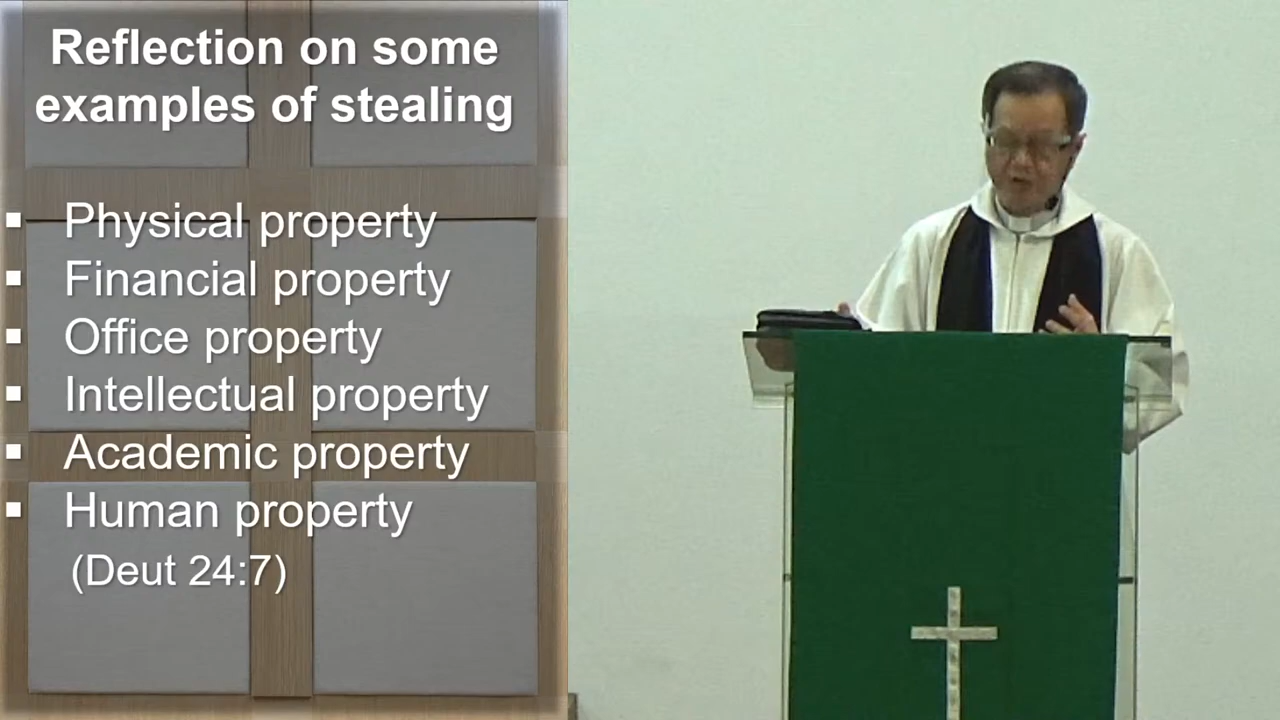 Reflection on some
examples of stealing
▪ Physical property
▪ Financial property
▪ Office property
▪ Intellectual property
▪ Academic property
▪ Human property
(Deut 24:7)